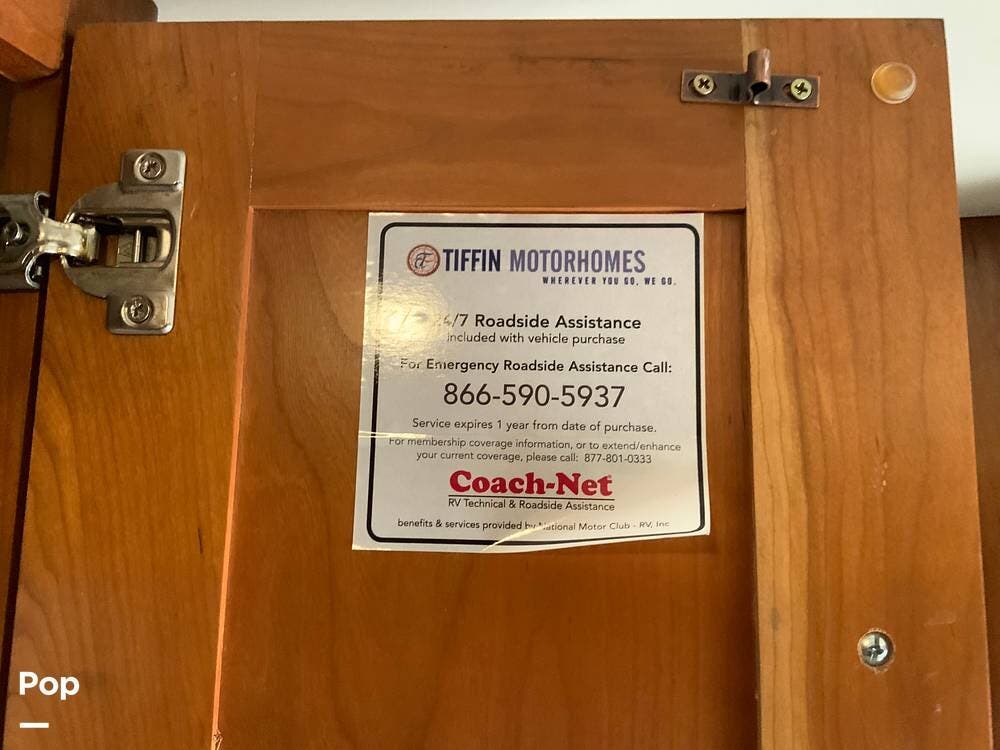 TIFFIN MOTORHOMES
WHEREVER YOU GO, WE GO.
24/7 Roadside Assistance
included with vehicle purchase
For Emergency Roadside Assistance Call:
866-590-5937
Service expires 1 year from date of purchase.
For membership coverage information, or to extend/enhance
your current coverage, please call: 877-801-0333
Coach-Net
RV Technical & Roadside Assistance
benefits & services provided by National Motor Club - RV, Inc
Pop